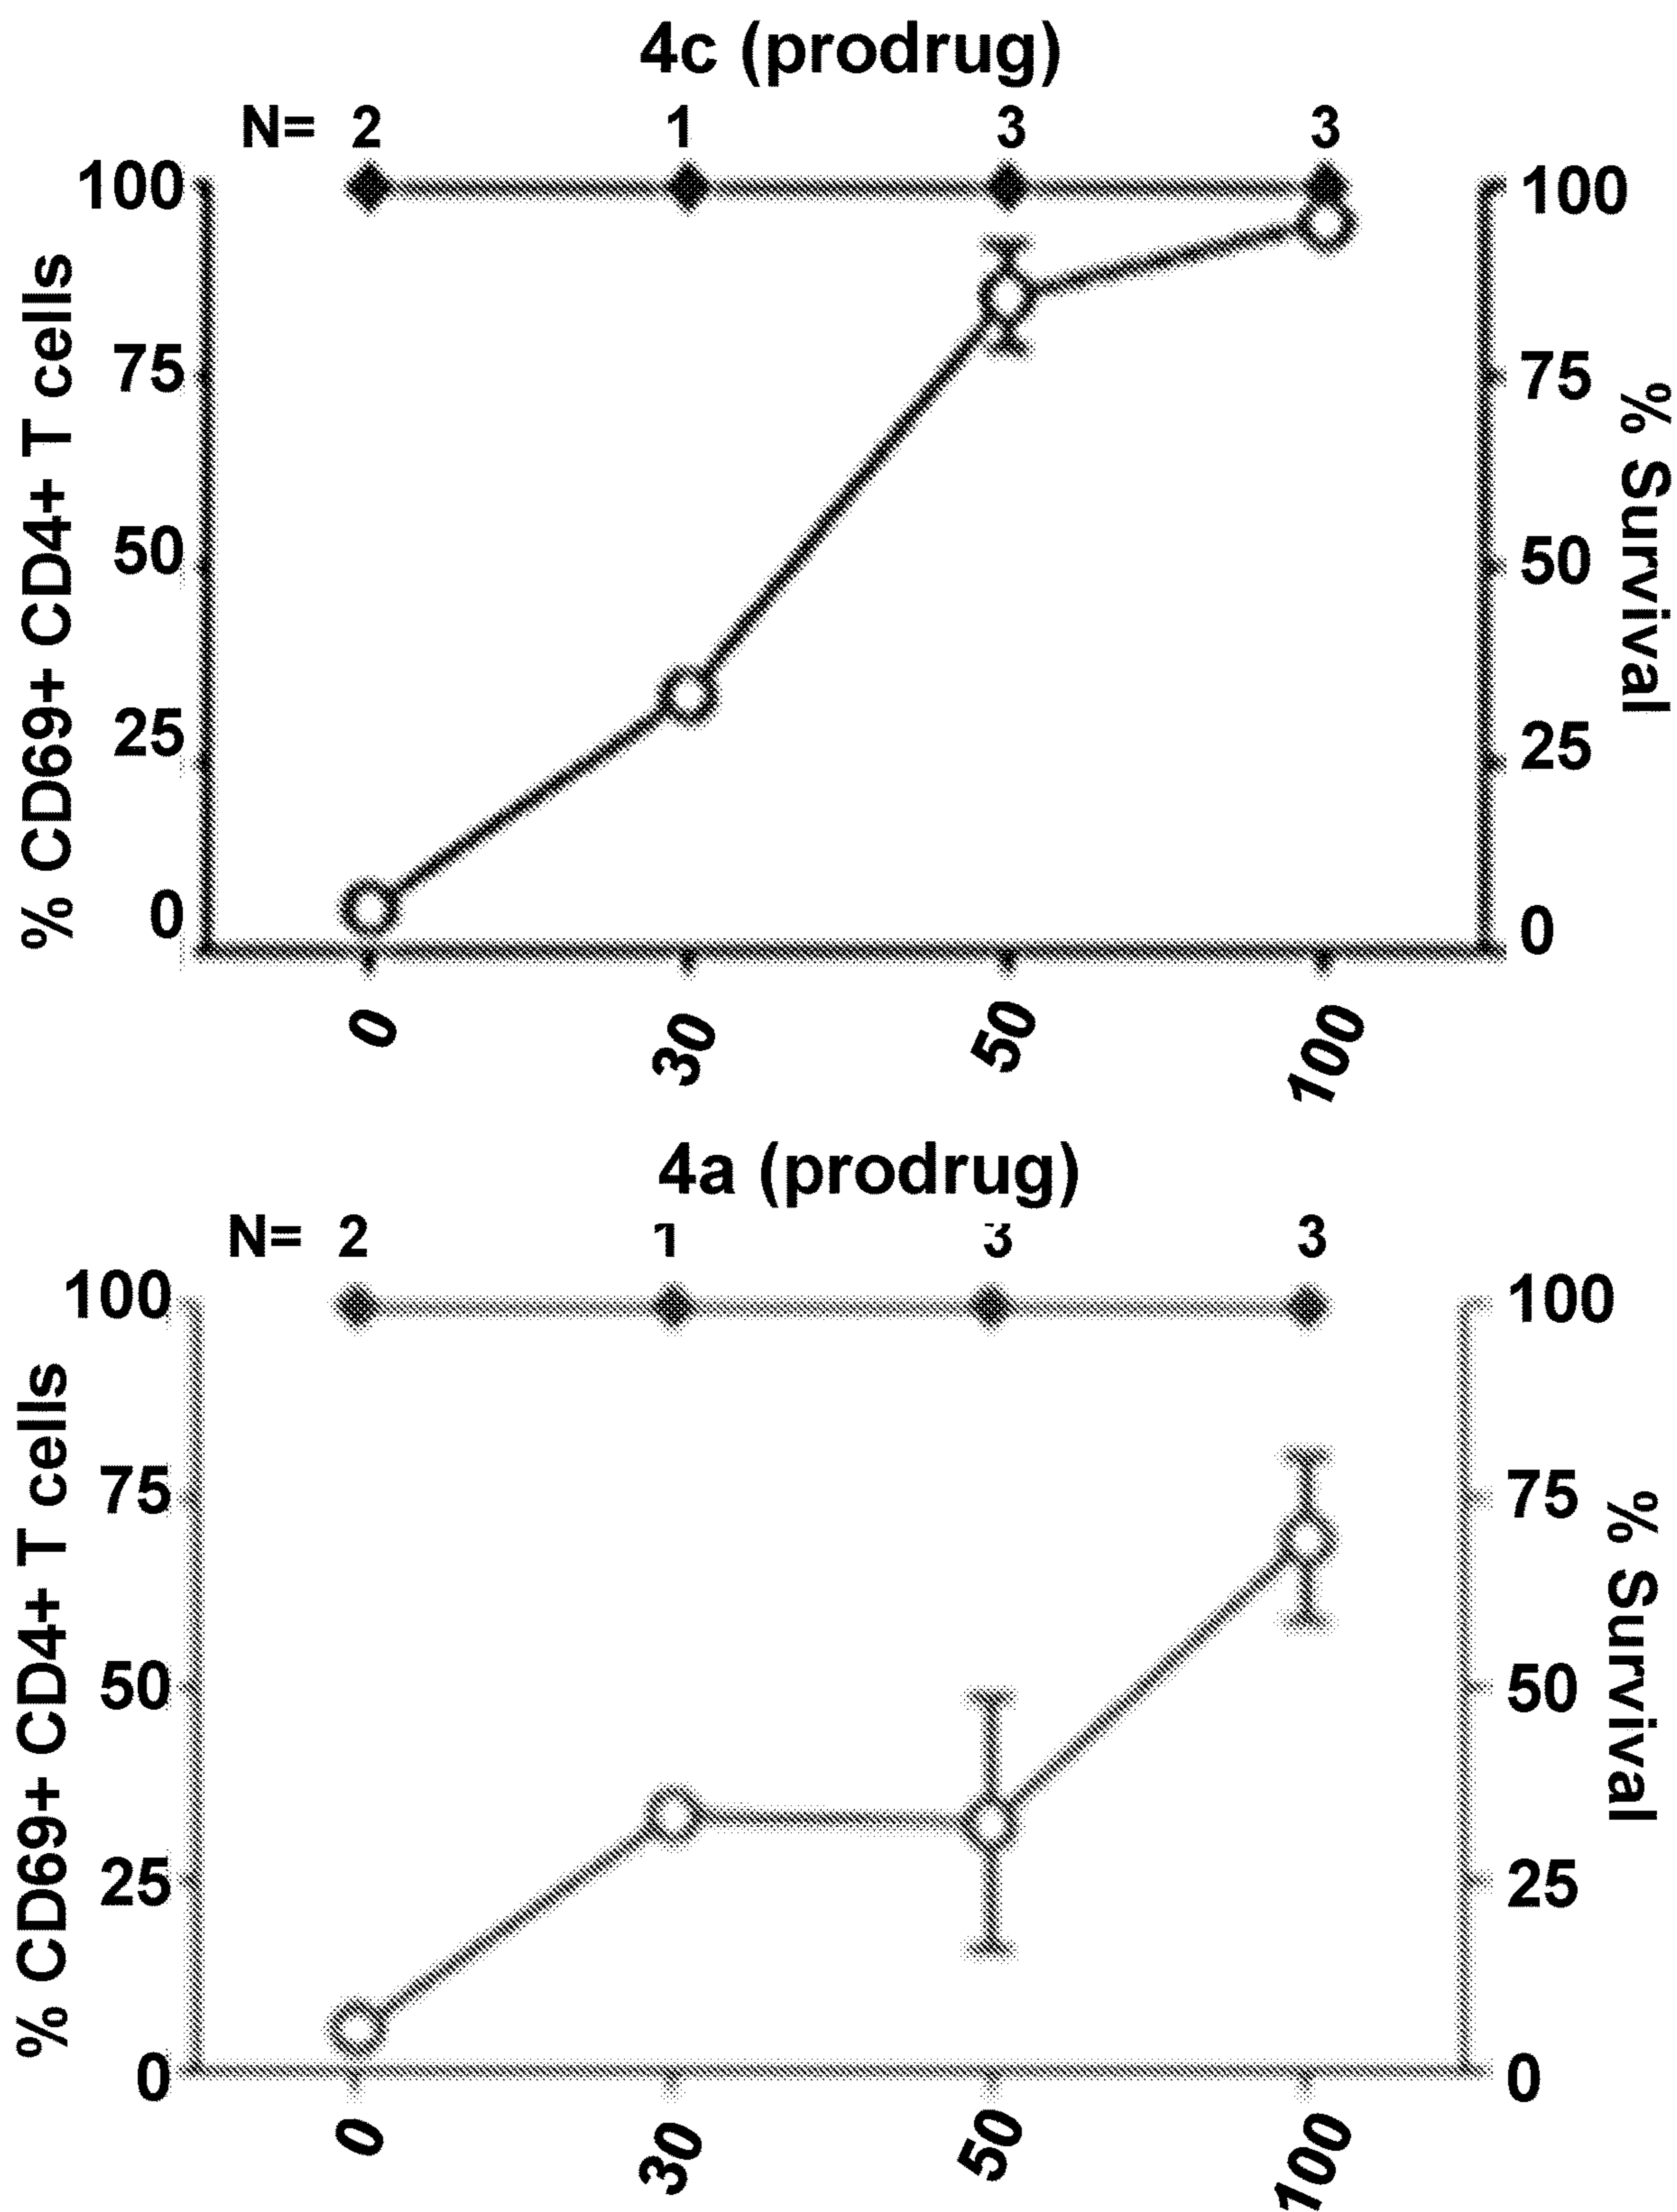 4c (prodrug)
N= 2 1 3 3
100 100
75 75
50 50
25 25
0 0
% CD69+ CD4+ T cells
% Survival
0 30 50 100
4a (prodrug)
N= 2 1 3 3
100 100
75 75
50 50
25 25
0 0
% CD69+ CD4+ T cells
% Survival
0 30 50 100